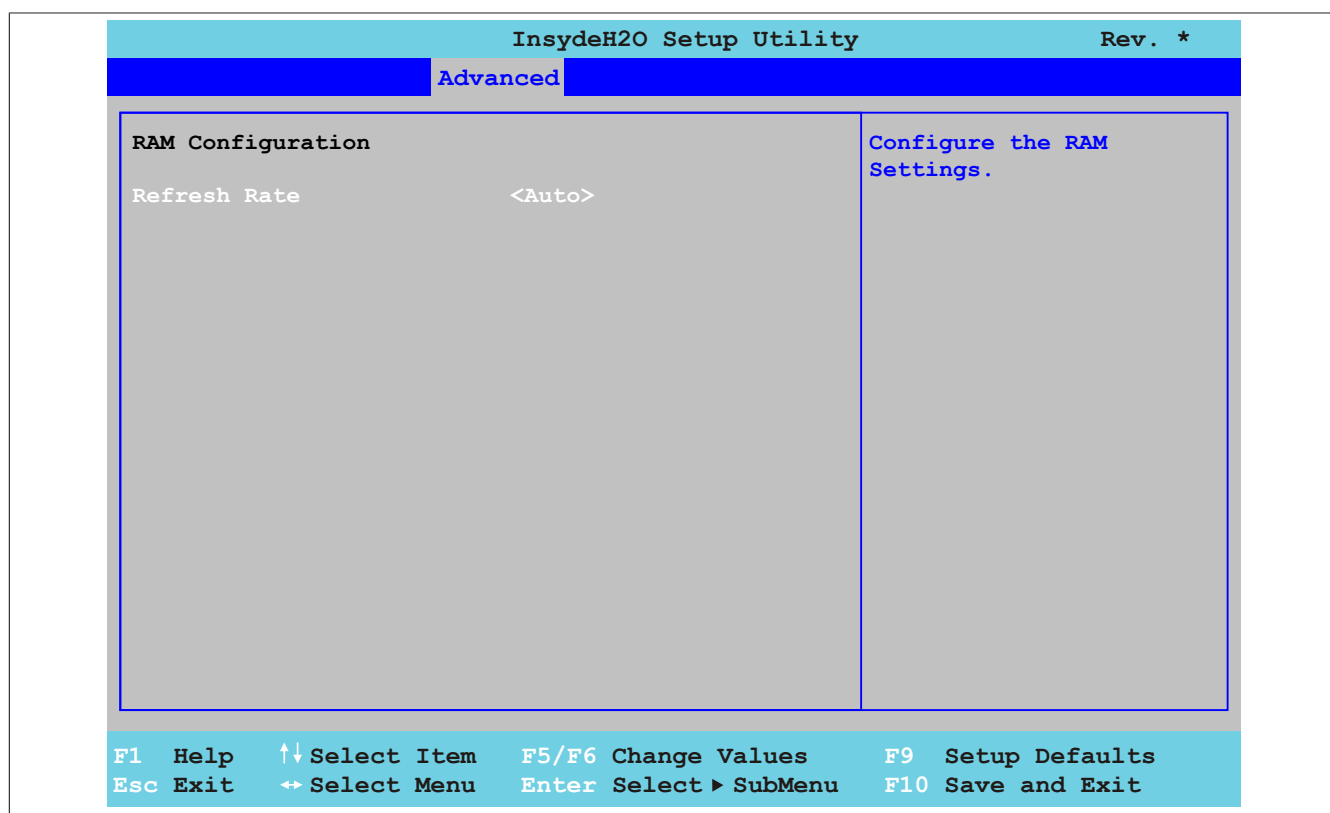 InsydeH2O Setup Utility Rev. *
Advanced
RAM Configuration
Refresh Rate <Auto>
Configure the RAM
Settings.
F1 Help ↑↓ Select Item F5/F6 Change Values F9 Setup Defaults
Esc Exit ↔ Select Menu Enter Select ▶ SubMenu F10 Save and Exit